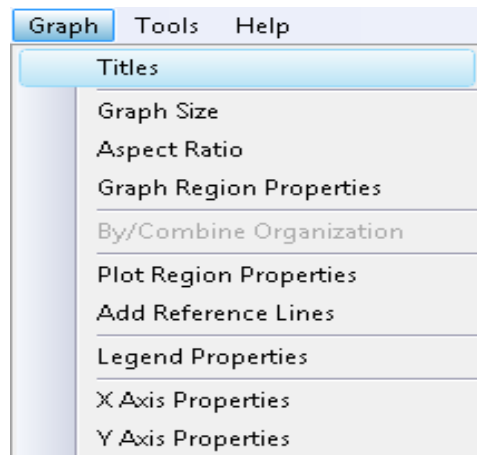 Graph Tools Help
Titles
Graph Size
Aspect Ratio
Graph Region Properties
By/Combine Organization
Plot Region Properties
Add Reference Lines
Legend Properties
X Axis Properties
Y Axis Properties